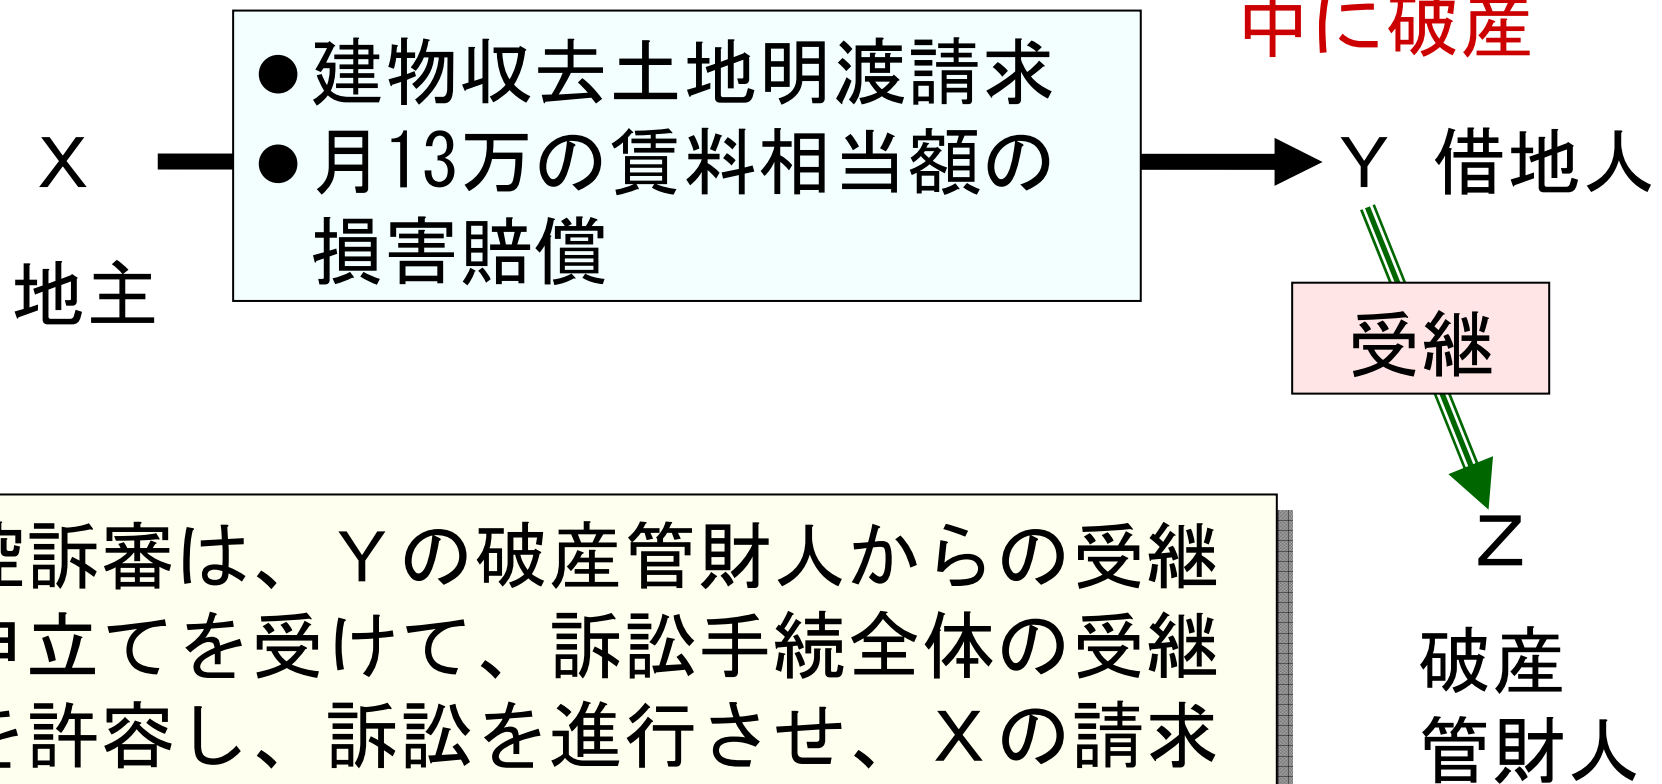 中に破産
●建物収去土地明渡請求
●月13万の賃料相当額の
損害賠償
X
地主
Y 借地人
受継
Z
破産
管財人
控訴審は、Yの破産管財人からの受継
申立てを受けて、訴訟手続全体の受継
を許容し、訴訟を進行させ、Xの請求